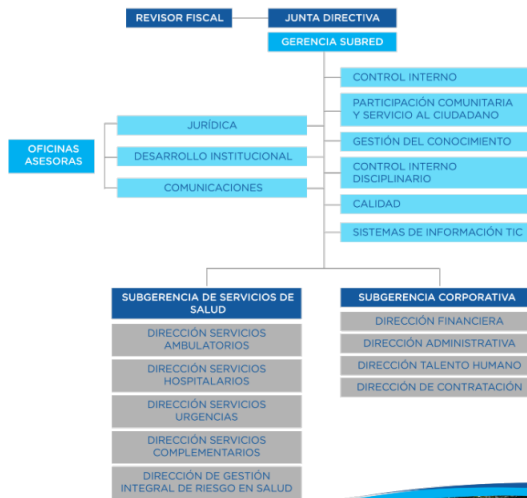 REVISOR FISCAL
JUNTA DIRECTIVA
GERENCIA SUBRED
CONTROL INTERNO
PARTICIPACIÓN COMUNITARIA
Y SERVICIO AL CIUDADANO
GESTIÓN DEL CONOCIMIENTO
CONTROL INTERNO
DISCIPLINARIO
CALIDAD
SISTEMAS DE INFORMACIÓN TIC
OFICINAS
ASESORAS
JURÍDICA
DESARROLLO INSTITUCIONAL
COMUNICACIONES
SUBGERENCIA DE SERVICIOS DE
SALUD
DIRECCIÓN SERVICIOS
AMBULATORIOS
DIRECCIÓN SERVICIOS
HOSPITALARIOS
DIRECCIÓN SERVICIOS
URGENCIAS
DIRECCIÓN SERVICIOS
COMPLEMENTARIOS
DIRECCIÓN DE GESTIÓN
INTEGRAL DE RIESGO EN SALUD
SUBGERENCIA CORPORATIVA
DIRECCIÓN FINANCIERA
DIRECCIÓN ADMINISTRATIVA
DIRECCIÓN TALENTO HUMANO
DIRECCIÓN DE CONTRATACIÓN